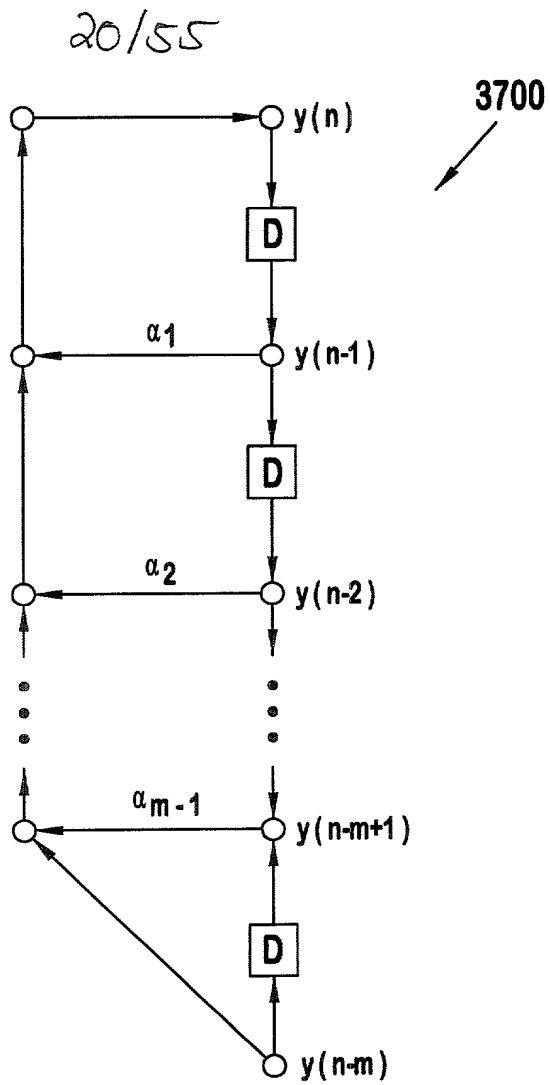 20/55
3700
y(n)
D
α1
y(n-1)
D
α2
y(n-2)
αm-1
y(n-m+1)
D
y(n-m)